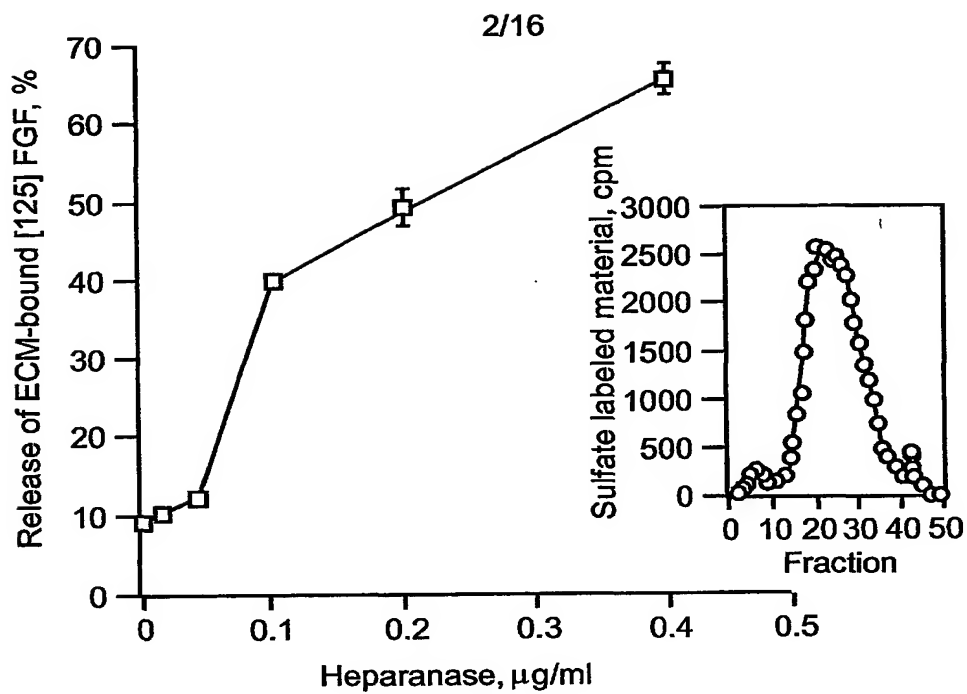 2/16
Release of ECM-bound [125] FGF, %
70
60
50
40
30
20
10
0
0 0.1 0.2 0.3 0.4 0.5
Heparanase, µg/ml
Sulfate labeled material, cpm
3000
2500
2000
1500
1000
500
0
0 10 20 30 40 50
Fraction